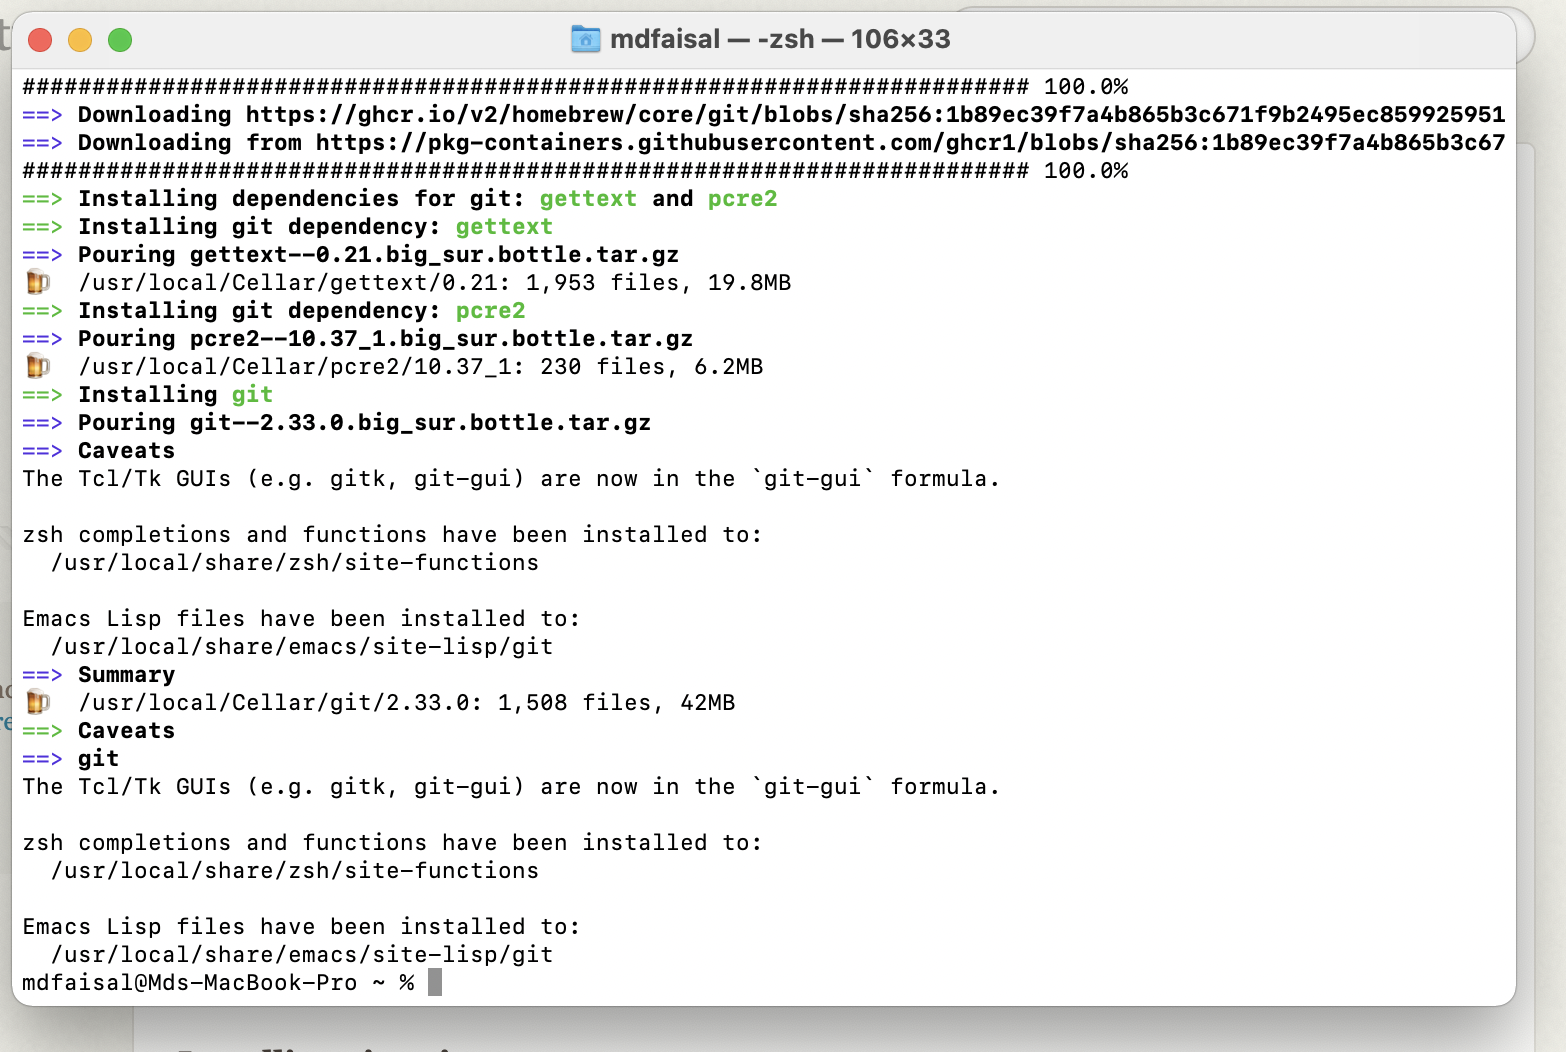 mdfaisal — -zsh — 106×33
######################################################################## 100.0%
==> Downloading https://ghcr.io/v2/homebrew/core/git/blobs/sha256:1b89ec39f7a4b865b3c671f9b2495ec859925951
==> Downloading from https://pkg-containers.githubusercontent.com/ghcr1/blobs/sha256:1b89ec39f7a4b865b3c67
######################################################################## 100.0%
==> Installing dependencies for git: gettext and pcre2
==> Installing git dependency: gettext
==> Pouring gettext--0.21.big_sur.bottle.tar.gz
🍺  /usr/local/Cellar/gettext/0.21: 1,953 files, 19.8MB
==> Installing git dependency: pcre2
==> Pouring pcre2--10.37_1.big_sur.bottle.tar.gz
🍺  /usr/local/Cellar/pcre2/10.37_1: 230 files, 6.2MB
==> Installing git
==> Pouring git--2.33.0.big_sur.bottle.tar.gz
==> Caveats
The Tcl/Tk GUIs (e.g. gitk, git-gui) are now in the `git-gui` formula.

zsh completions and functions have been installed to:
  /usr/local/share/zsh/site-functions

Emacs Lisp files have been installed to:
  /usr/local/share/emacs/site-lisp/git
==> Summary
🍺  /usr/local/Cellar/git/2.33.0: 1,508 files, 42MB
==> Caveats
==> git
The Tcl/Tk GUIs (e.g. gitk, git-gui) are now in the `git-gui` formula.

zsh completions and functions have been installed to:
  /usr/local/share/zsh/site-functions

Emacs Lisp files have been installed to:
  /usr/local/share/emacs/site-lisp/git
mdfaisal@Mds-MacBook-Pro ~ %